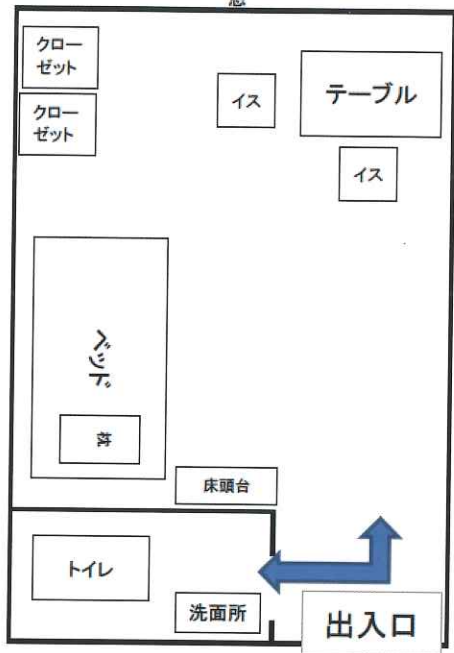 窓
クロー
ゼット
クロー
ゼット
イス
テーブル
イス
ベッド
枕
床頭台
トイレ
洗面所
出入口